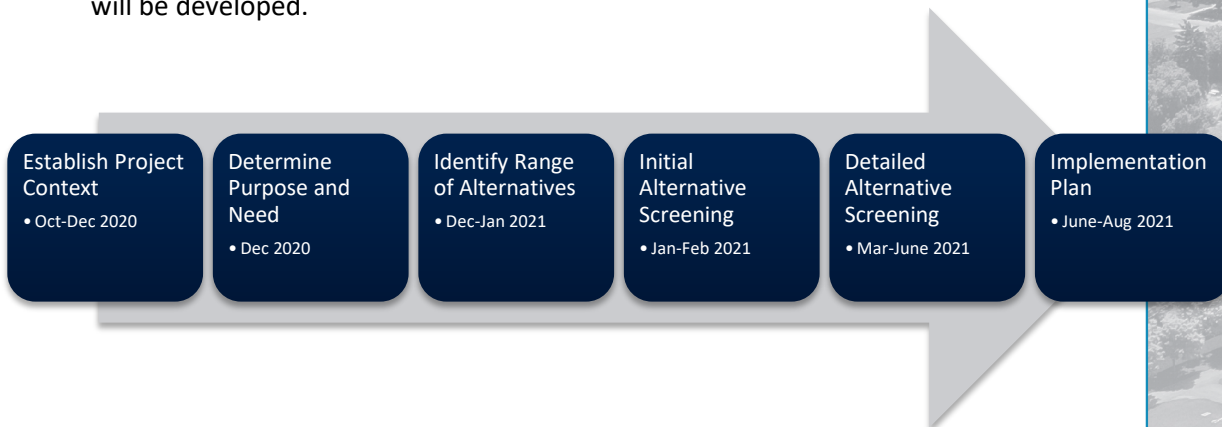 will be developed.
Establish Project
Context
• Oct-Dec 2020
Determine
Purpose and
Need
• Dec 2020
Identify Range
of Alternatives
• Dec-Jan 2021
Initial
Alternative
Screening
• Jan-Feb 2021
Detailed
Alternative
Screening
• Mar-June 2021
Implementation
Plan
• June-Aug 2021